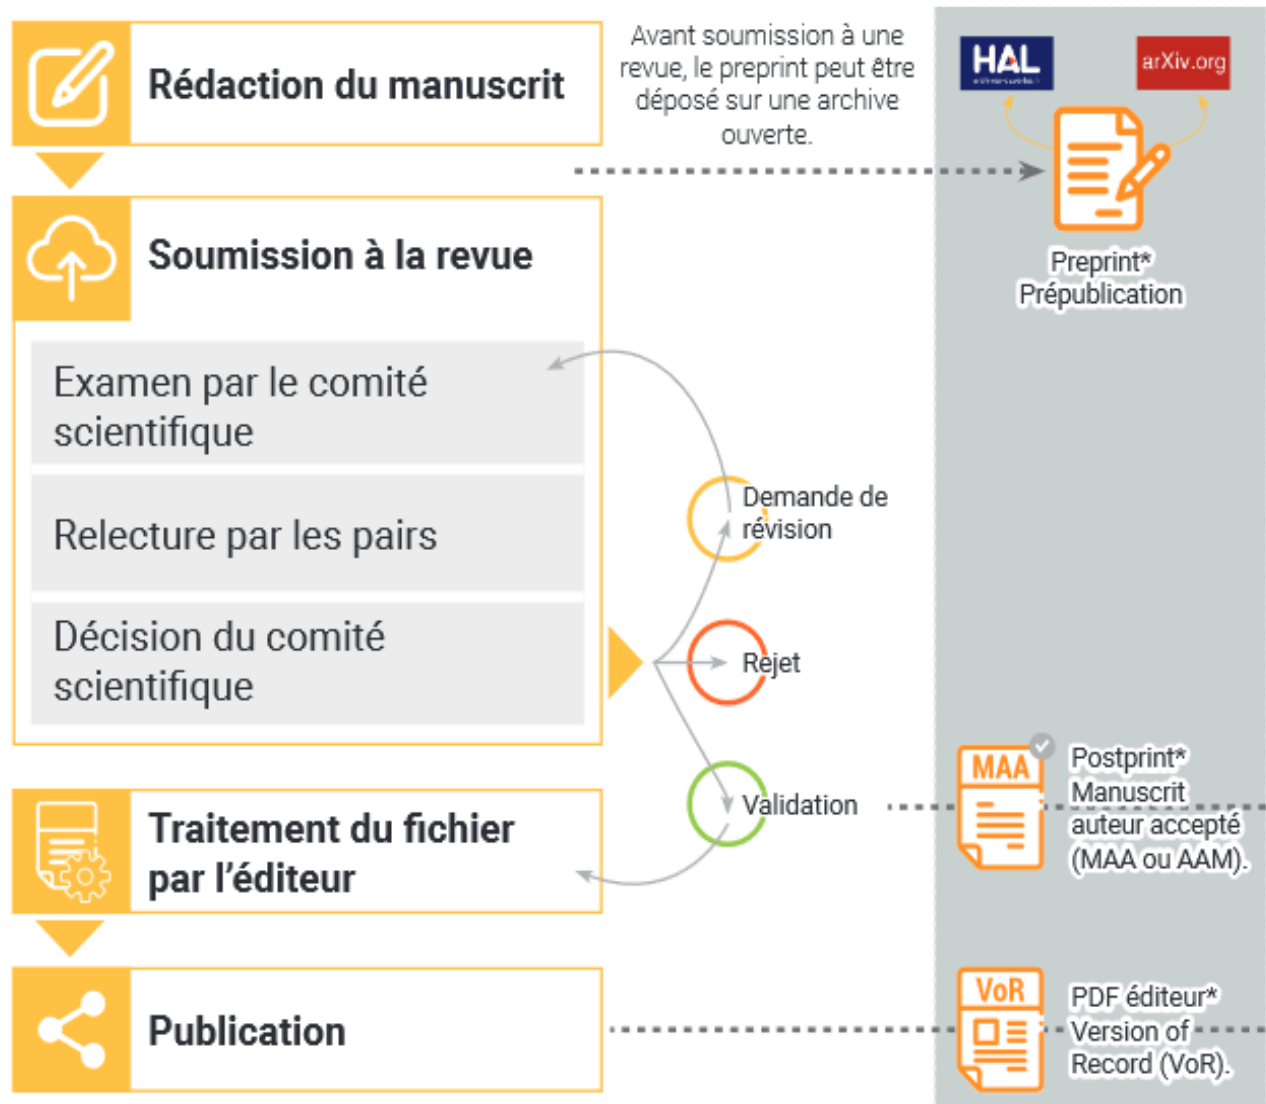 Rédaction du manuscrit
Avant soumission à une
revue, le preprint peut être
déposé sur une archive
ouverte.
HAL
arXiv.org
Preprint*
Prépublication
Soumission à la revue
Examen par le comité
scientifique
Relecture par les pairs
Décision du comité
scientifique
Demande de
révision
Rejet
Validation
MAA
Postprint*
Manuscrit
auteur accepté
(MAA ou AAM).
Traitement du fichier
par l'éditeur
Publication
VoR
PDF éditeur*
Version of
Record (VoR).